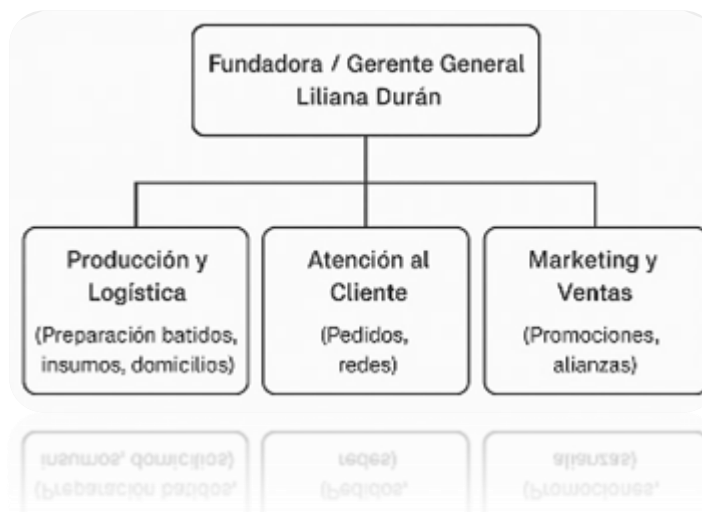 Fundadora / Gerente General
Liliana Durán
Producción y
Logística
(Preparación batidos,
insumos, domicilios)
Atención al
Cliente
(Pedidos,
redes)
Marketing y
Ventas
(Promociones,
alianzas)